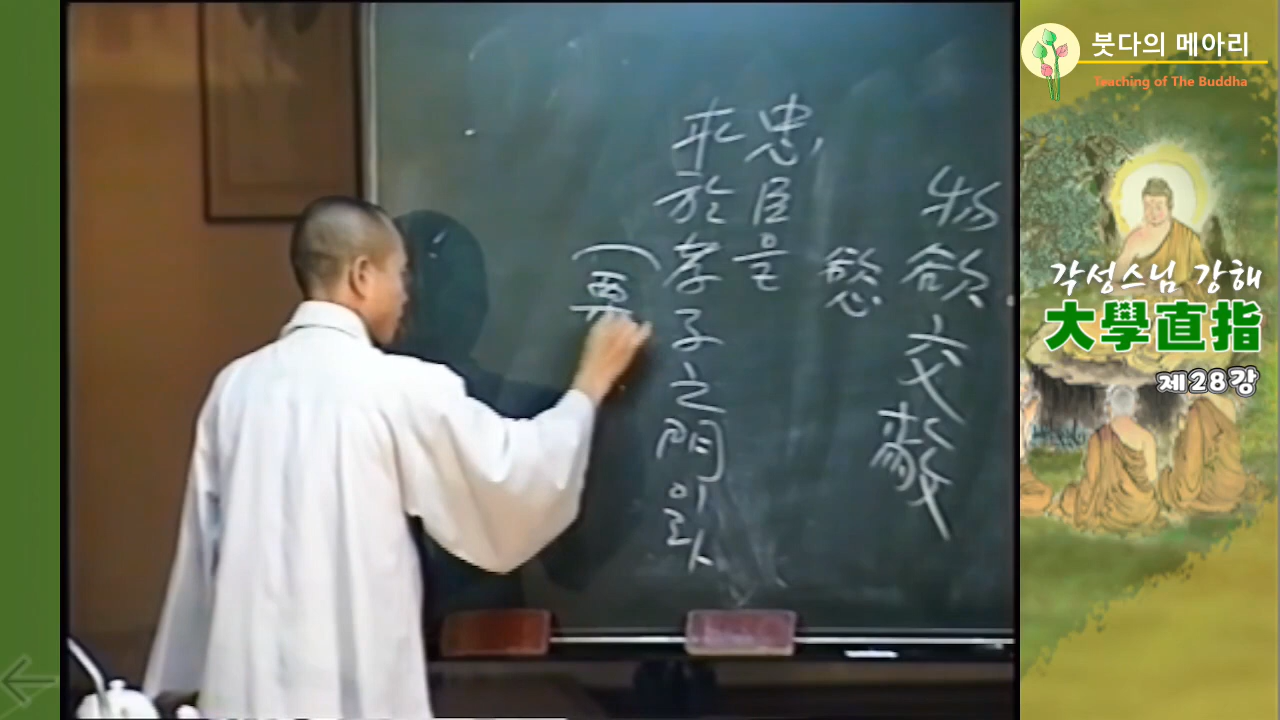 物欲交敝
慾
忠臣을
求於孝子之門이라
붓다의 메아리
Teaching of The Buddha
각성스님 강해
大學直指
제28강